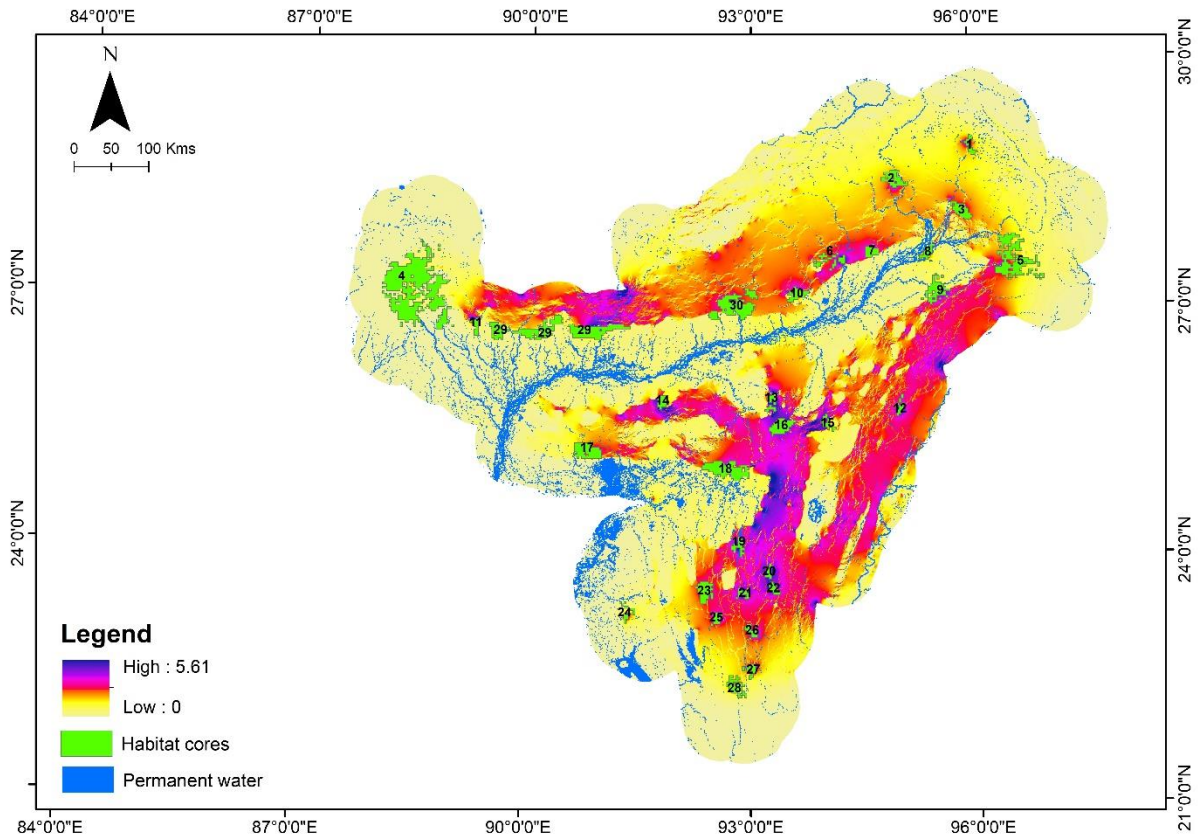 84°0'0"E 87°0'0"E 90°0'0"E 93°0'0"E 96°0'0"E
30°0'0"N
N
0 50 100 Kms
1
2
3
4
5
6 7 8
27°0'0"N 27°0'0"N
9
10
30
11 29 29 29
12
13
14
15
16
17
18
24°0'0"N 24°0'0"N
19
20
21 22
23
24
25
26
27
28
Legend
High : 5.61
Low : 0
Habitat cores
Permanent water
21°0'0"N
84°0'0"E 87°0'0"E 90°0'0"E 93°0'0"E 96°0'0"E